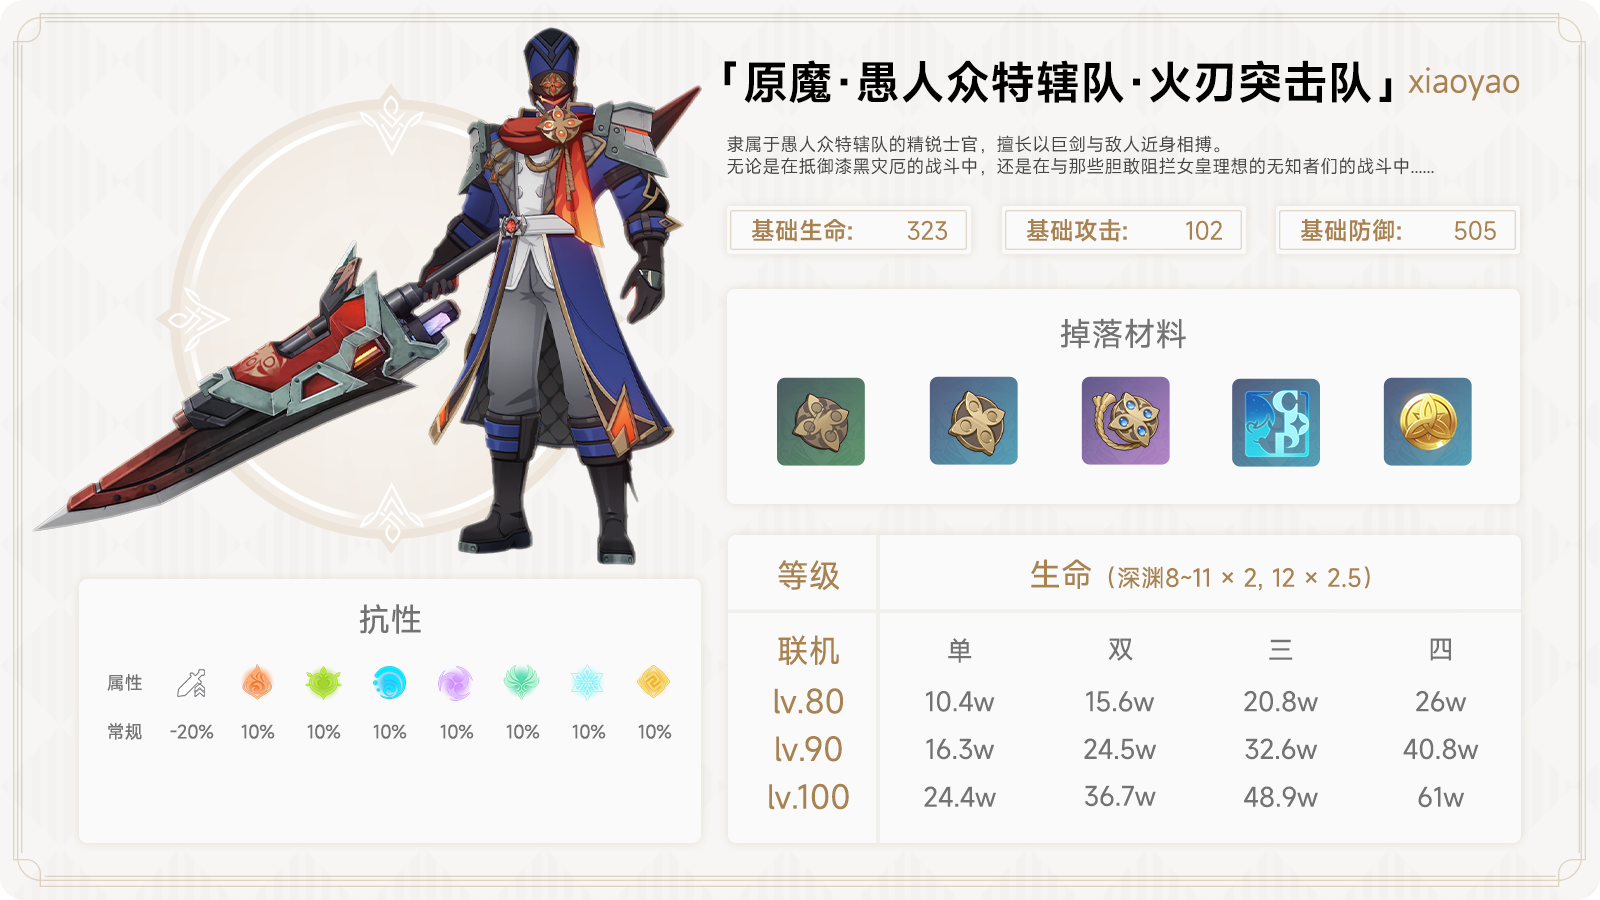 「原魔·愚人众特辖队·火刃突击队」xiaoyao
隶属于愚人众特辖队的精锐士官，擅长以巨剑与敌人近身相搏。
无论是在抵御漆黑灾厄的战斗中，还是在与那些胆敢阻拦女皇理想的无知者们的战斗中......
基础生命: 323 基础攻击: 102 基础防御: 505
掉落材料
抗性
属性
常规 -20% 10% 10% 10% 10% 10% 10% 10%
等级 生命（深渊8~11 × 2, 12 × 2.5）
联机 单 双 三 四
lv.80 10.4w 15.6w 20.8w 26w
lv.90 16.3w 24.5w 32.6w 40.8w
lv.100 24.4w 36.7w 48.9w 61w